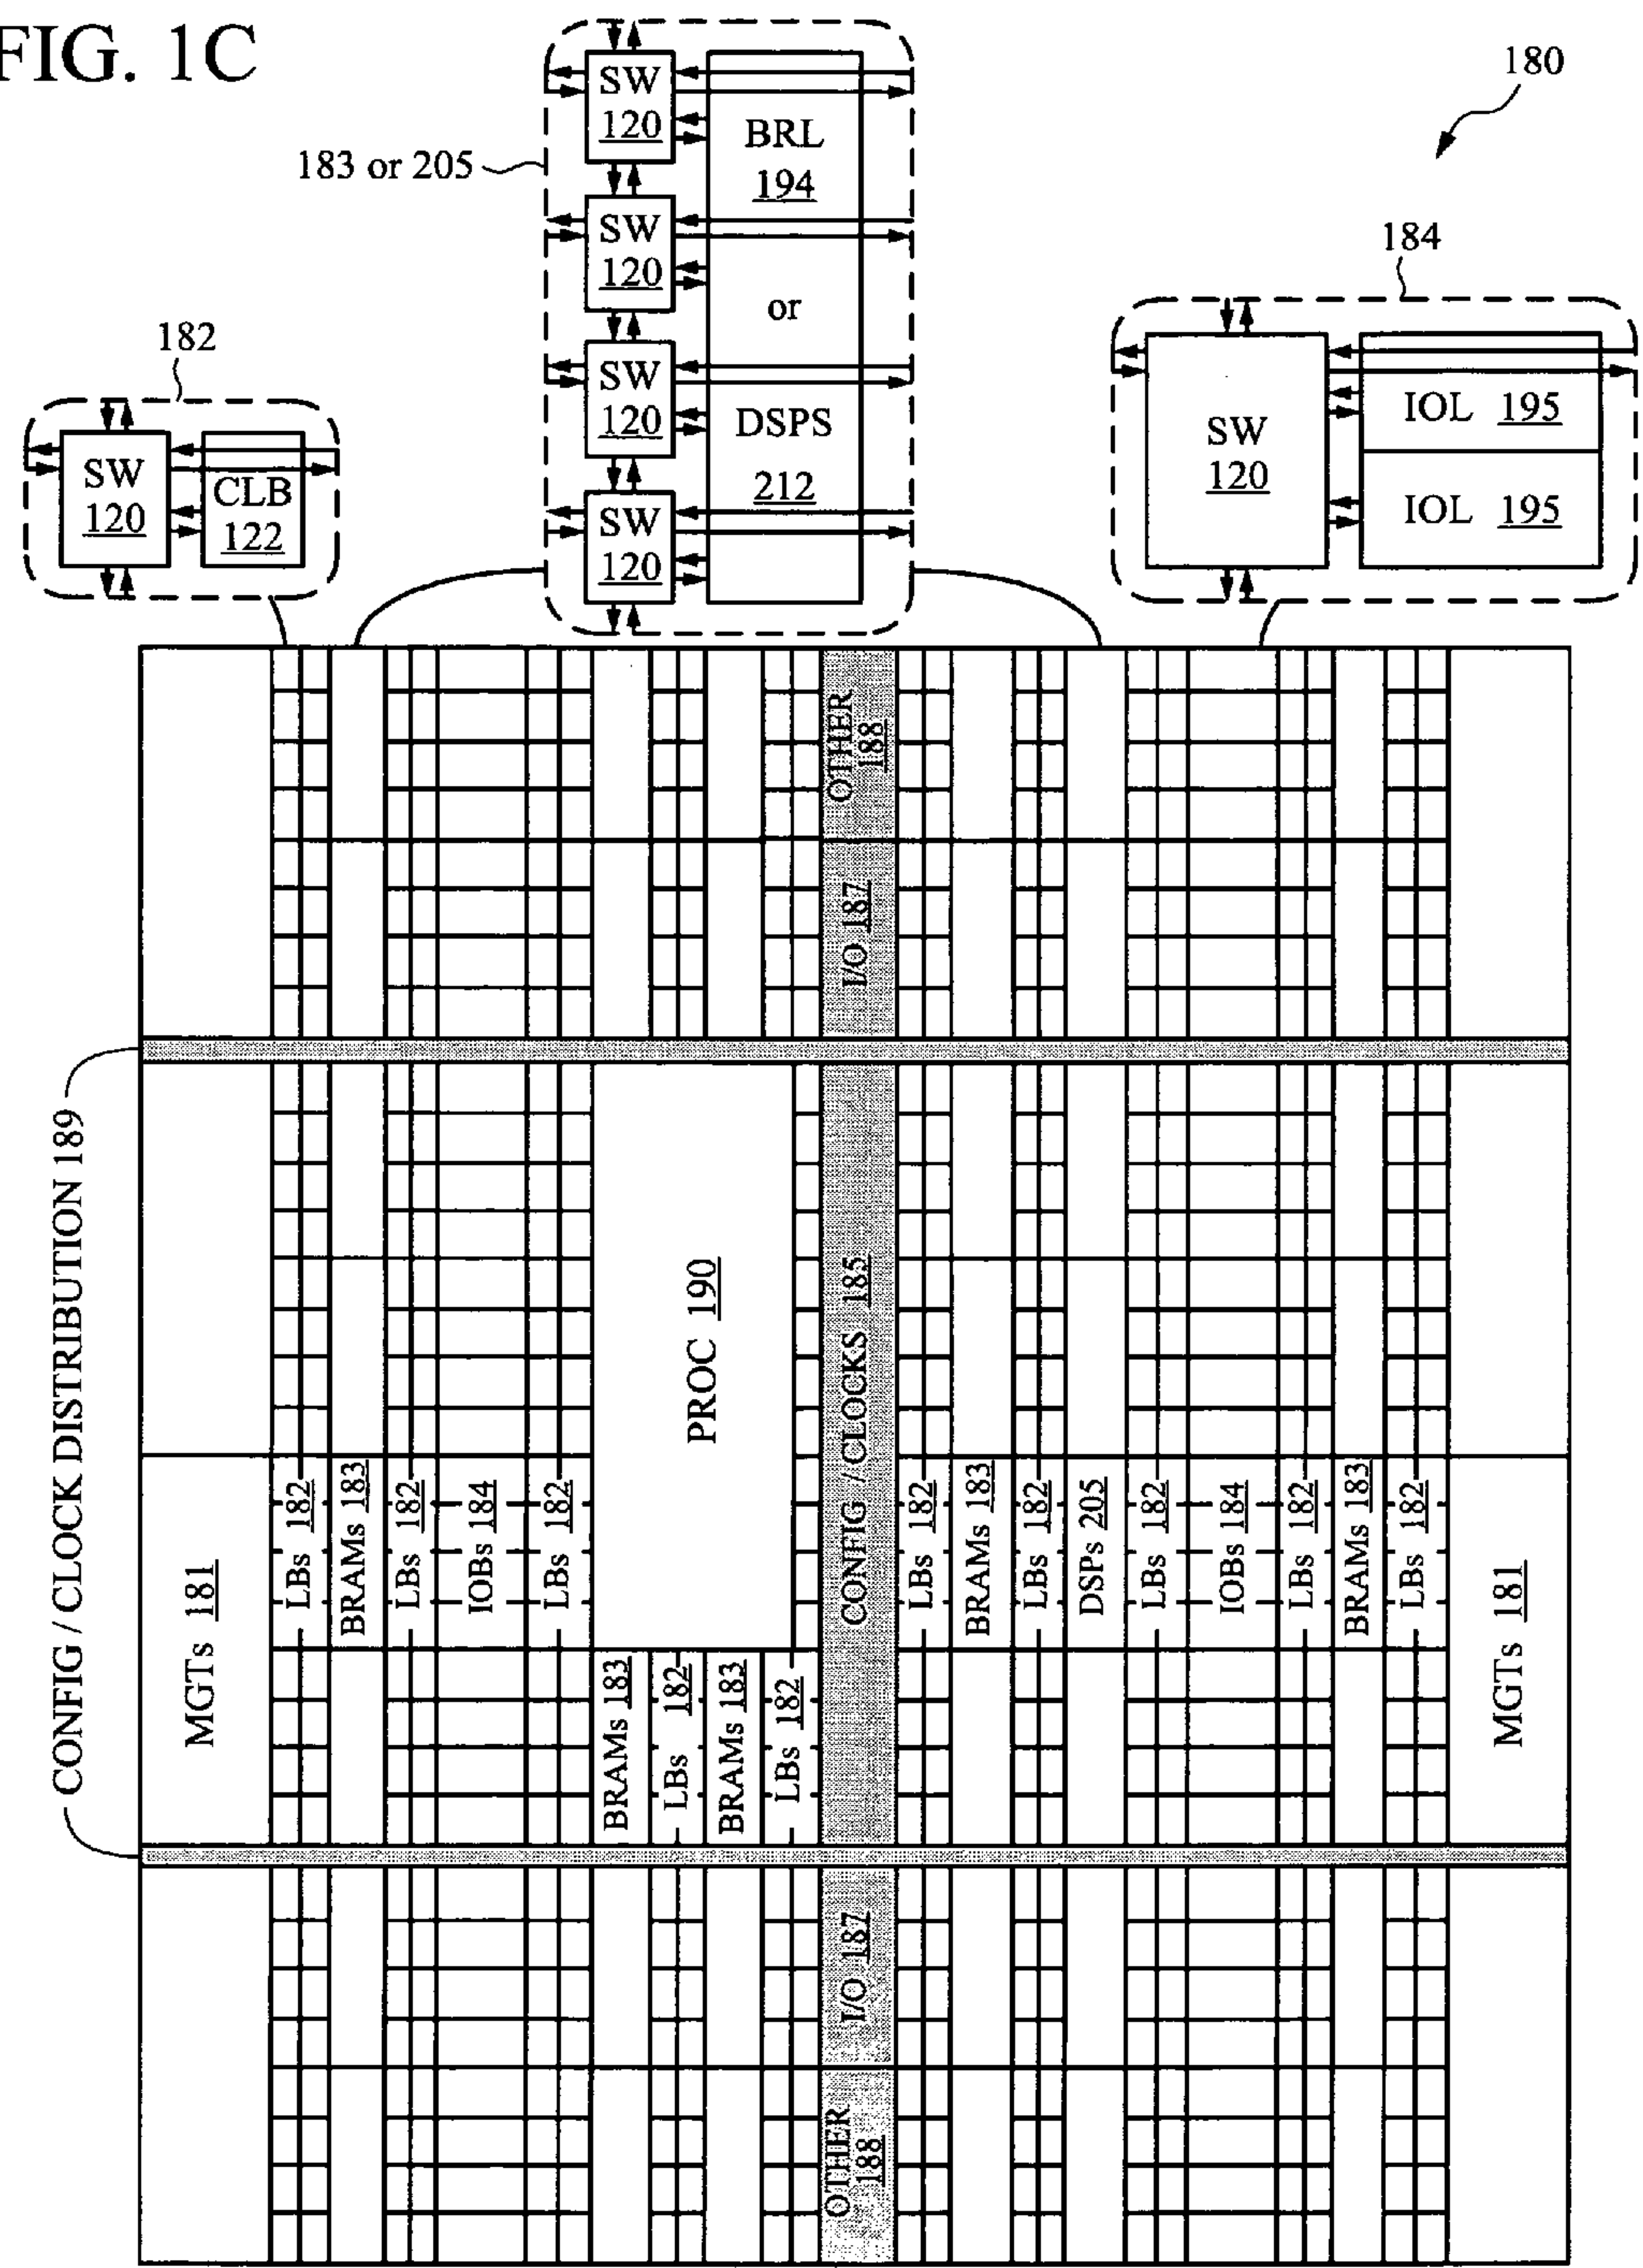 FIG. 1C
180
183 or 205
SW
120
SW
120
SW
120
SW
120
BRL
194
or
DSPS
212
184
SW
120
IOL 195
IOL 195
182
SW
120
CLB
122
OTHER
188
I/O 187
CONFIG / CLOCK DISTRIBUTION 189
PROC 190
CONFIG / CLOCKS 185
MGTs 181
LBs 182
BRAMs 183
LBs 182
IOBs 184
LBs 182
BRAMs 183
LBs 182
BRAMs 183
LBs 182
LBs 182
BRAMs 183
LBs 182
DSPs 205
LBs 182
IOBs 184
LBs 182
BRAMs 183
LBs 182
MGTs 181
I/O 187
OTHER
188